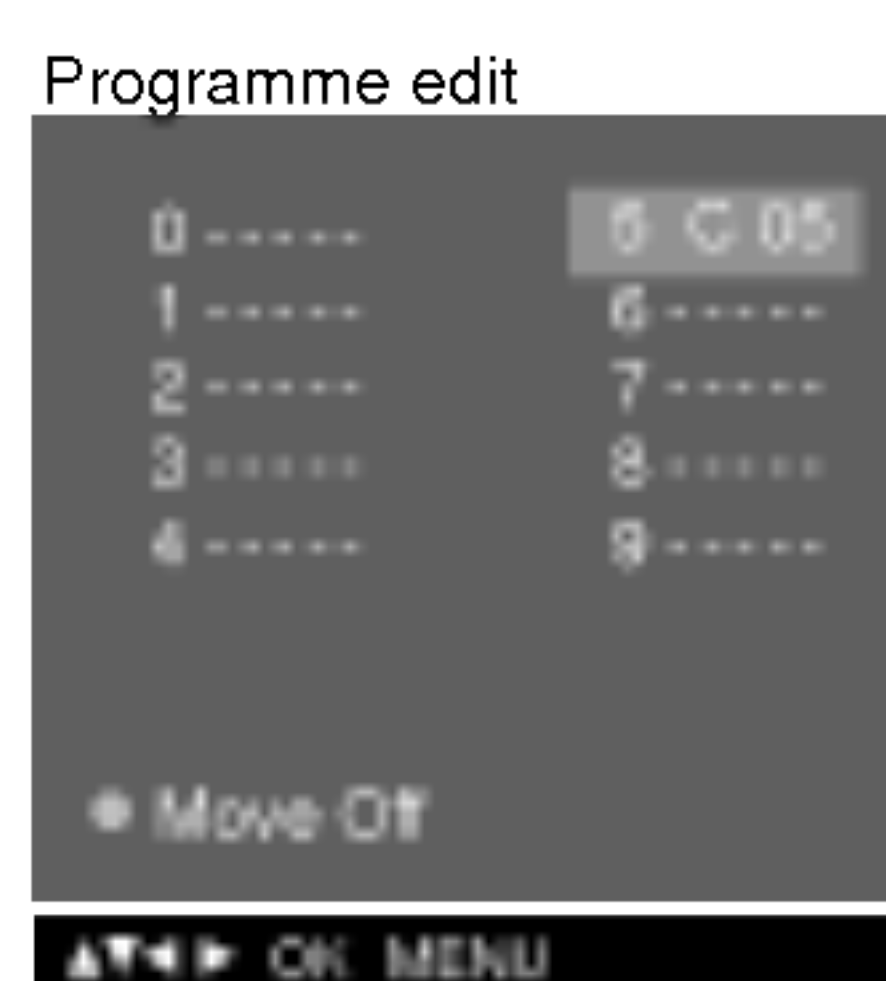 Programme edit
0 -----
1 -----
2 -----
3 -----
4 -----
5 C 05
6 -----
7 -----
8 -----
9 -----
Move Off
▲▼◄ ► OK MENU